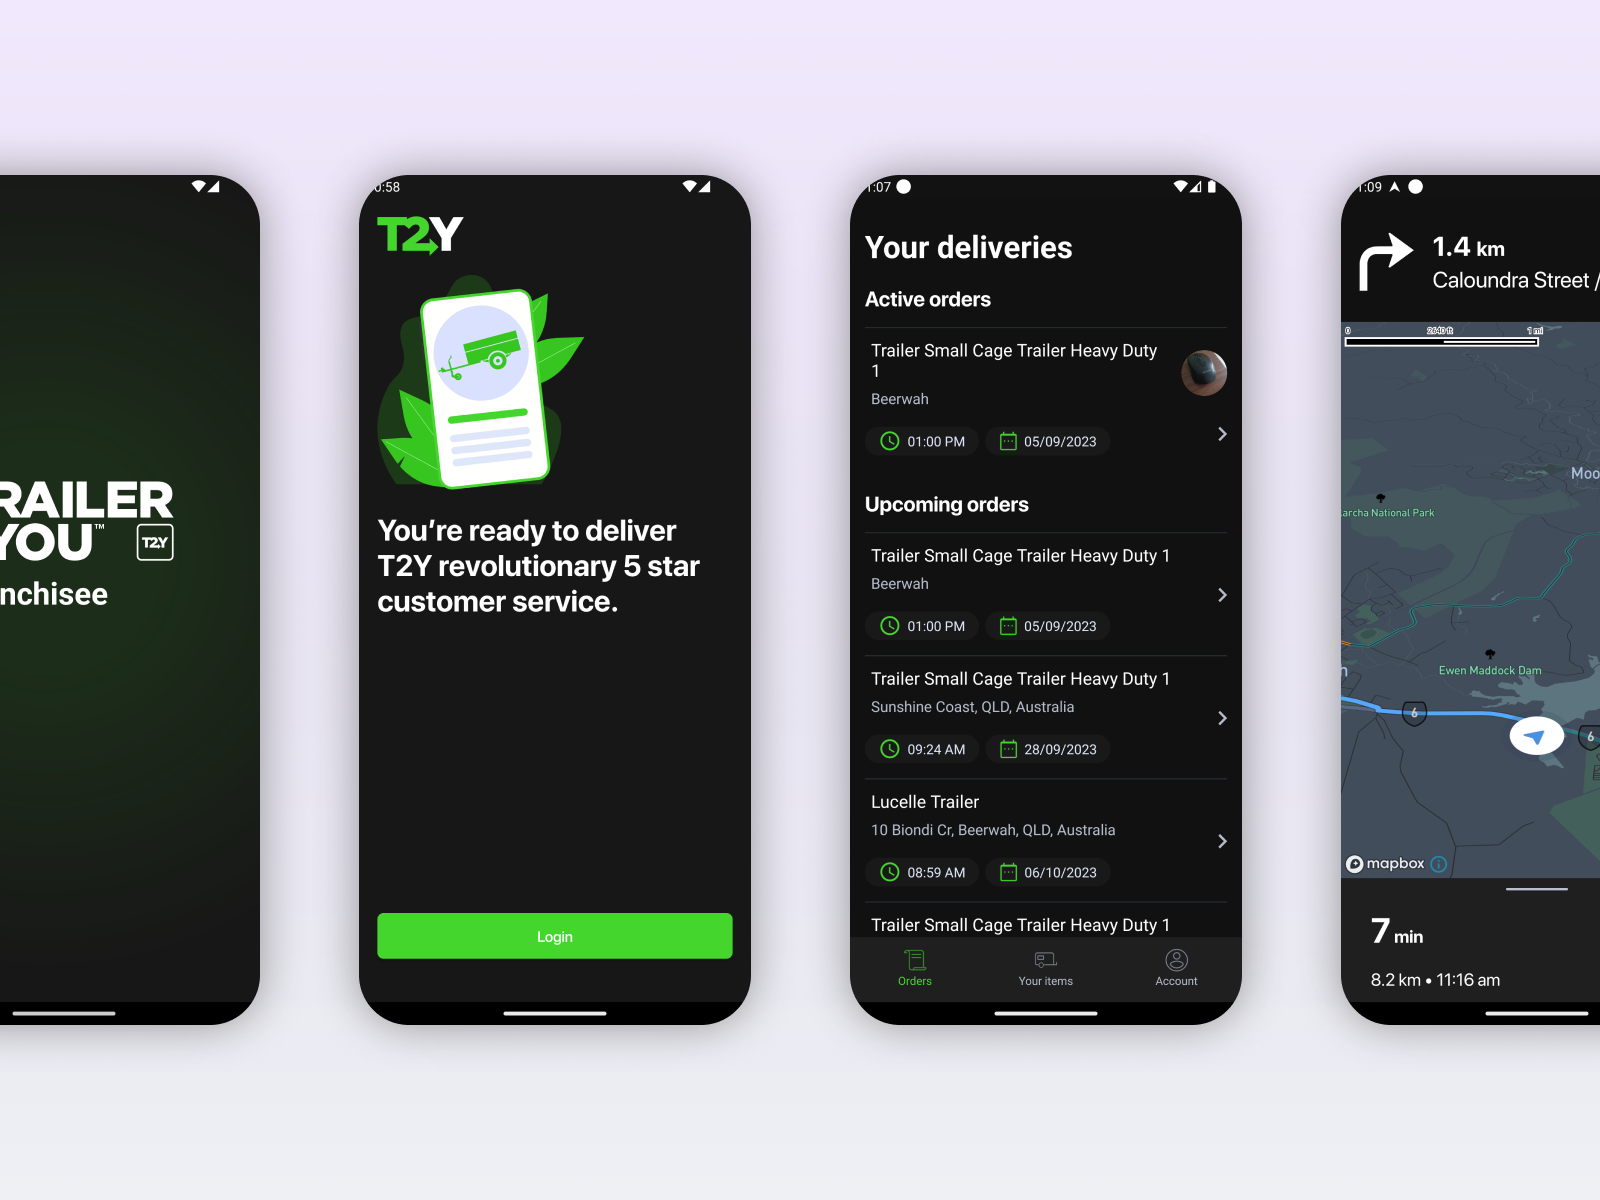 RAILER
YOU™
T2Y
nchisee
0:58
T2Y
You're ready to deliver
T2Y revolutionary 5 star
customer service.
Login
1:07
Your deliveries
Active orders
Trailer Small Cage Trailer Heavy Duty
1
Beerwah
01:00 PM
05/09/2023
Upcoming orders
Trailer Small Cage Trailer Heavy Duty 1
Beerwah
01:00 PM
05/09/2023
Trailer Small Cage Trailer Heavy Duty 1
Sunshine Coast, QLD, Australia
09:24 AM
28/09/2023
Lucelle Trailer
10 Biondi Cr, Beerwah, QLD, Australia
08:59 AM
06/10/2023
Trailer Small Cage Trailer Heavy Duty 1
Orders
Your items
Account
1:09
1.4 km
Caloundra Street /
0
2640 ft
1 mi
Moo
archa National Park
Ewen Maddock Dam
n
6
6
mapbox
7 min
8.2 km • 11:16 am